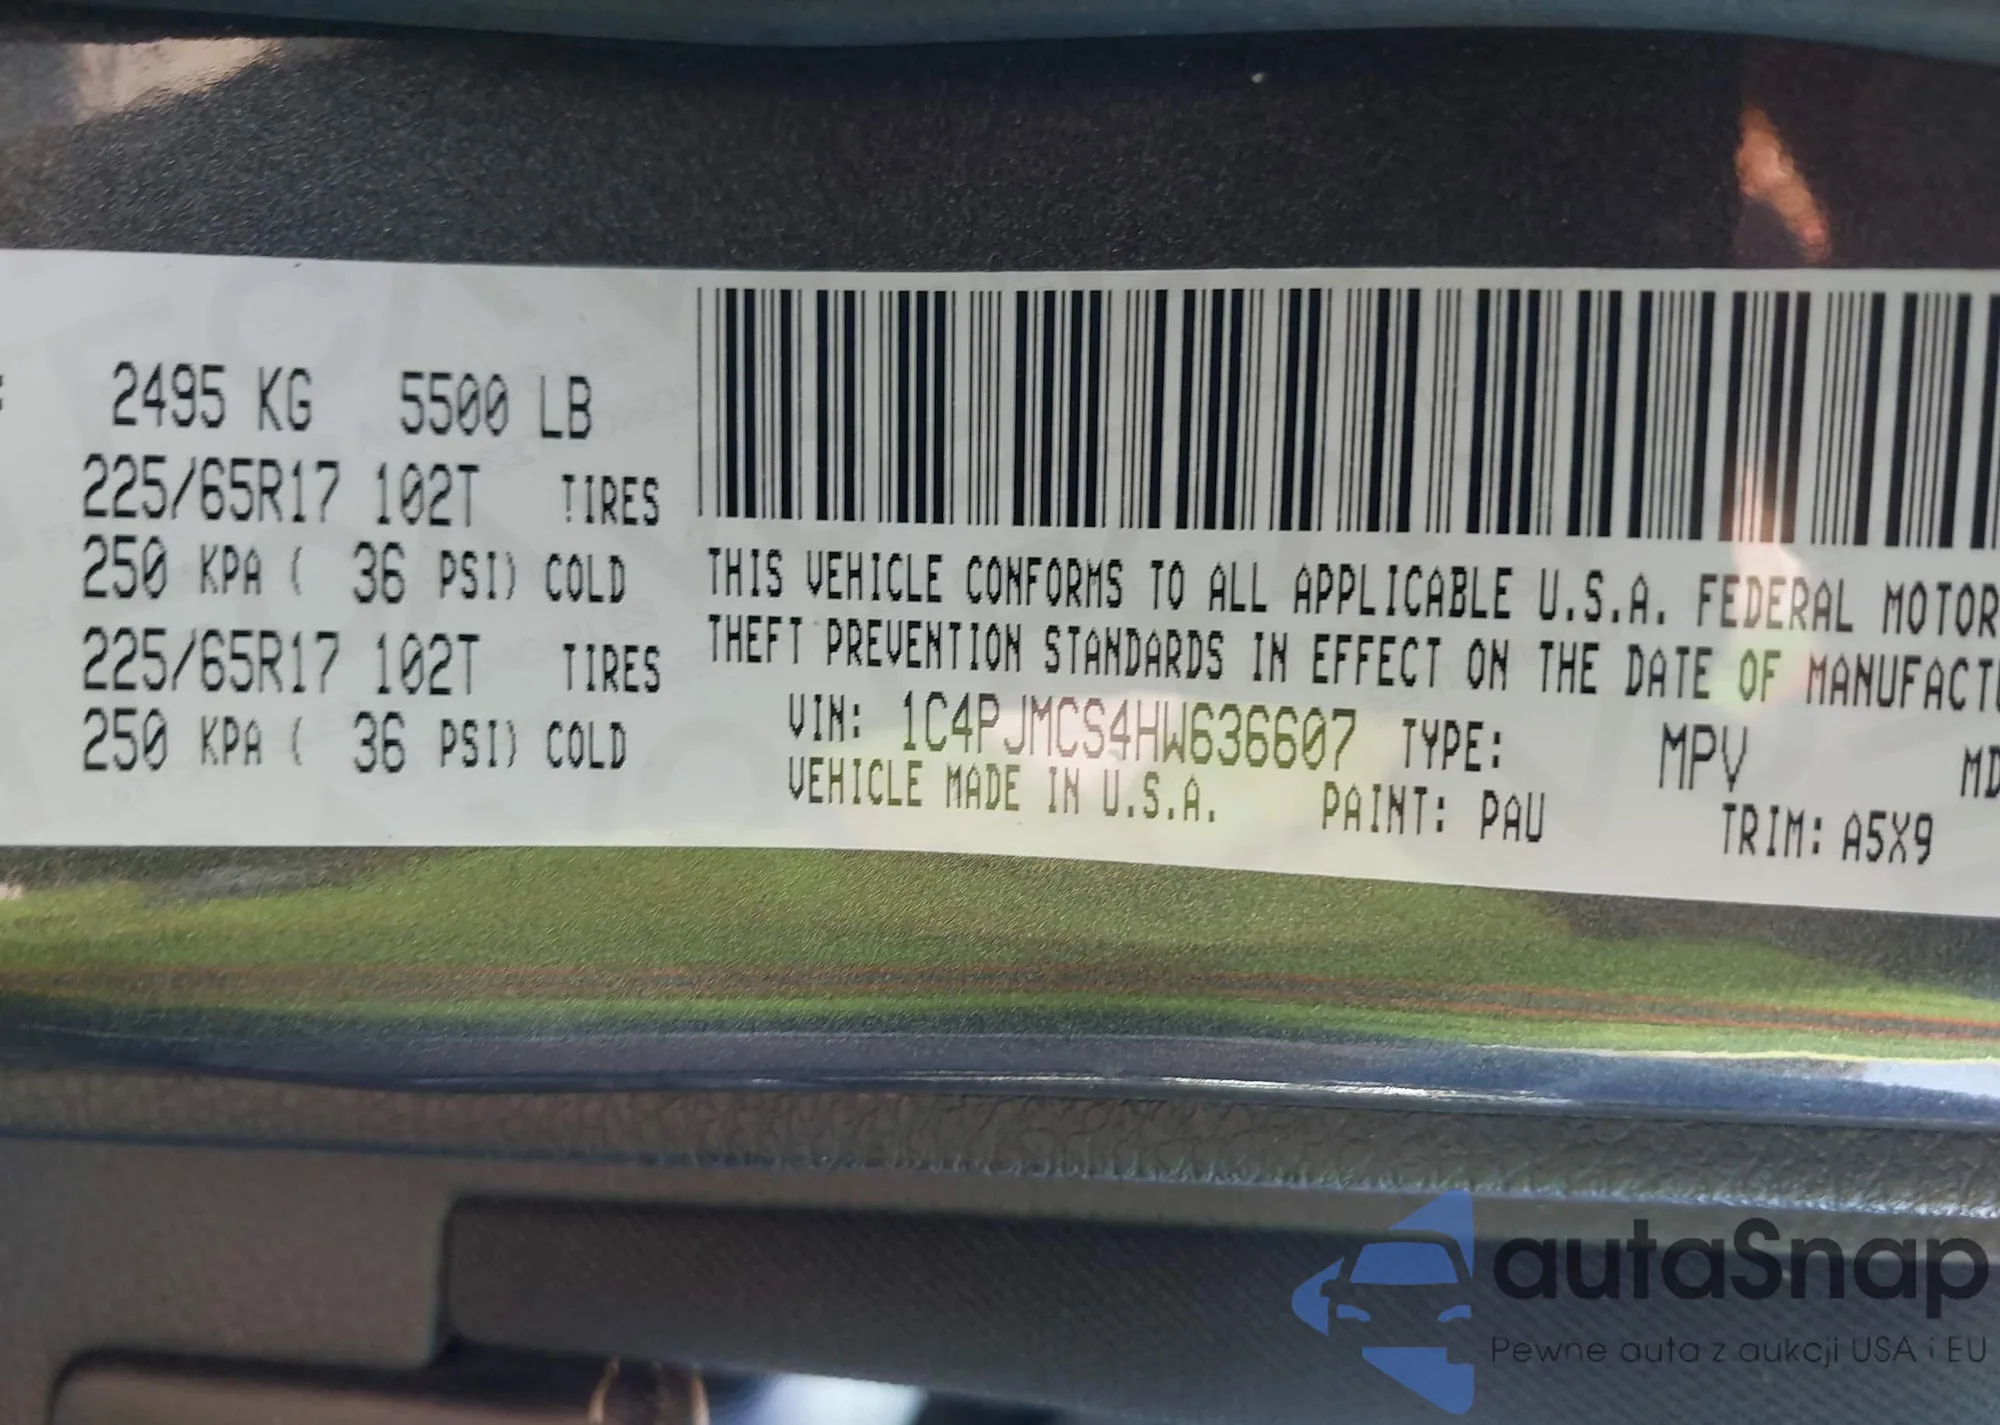 : 2495 KG 5500 LB
225/65R17 102T TIRES
250 KPA ( 36 PSI) COLD
225/65R17 102T TIRES
250 KPA ( 36 PSI) COLD
THIS VEHICLE CONFORMS TO ALL APPLICABLE U.S.A. FEDERAL MOTOR
THEFT PREVENTION STANDARDS IN EFFECT ON THE DATE OF MANUFACTU
VIN: 1C4PJMCS4HW636607 TYPE: MPV MD
VEHICLE MADE IN U.S.A. PAINT: PAU TRIM: A5X9
autaSnap
Pewne auta z aukcji USA i EU